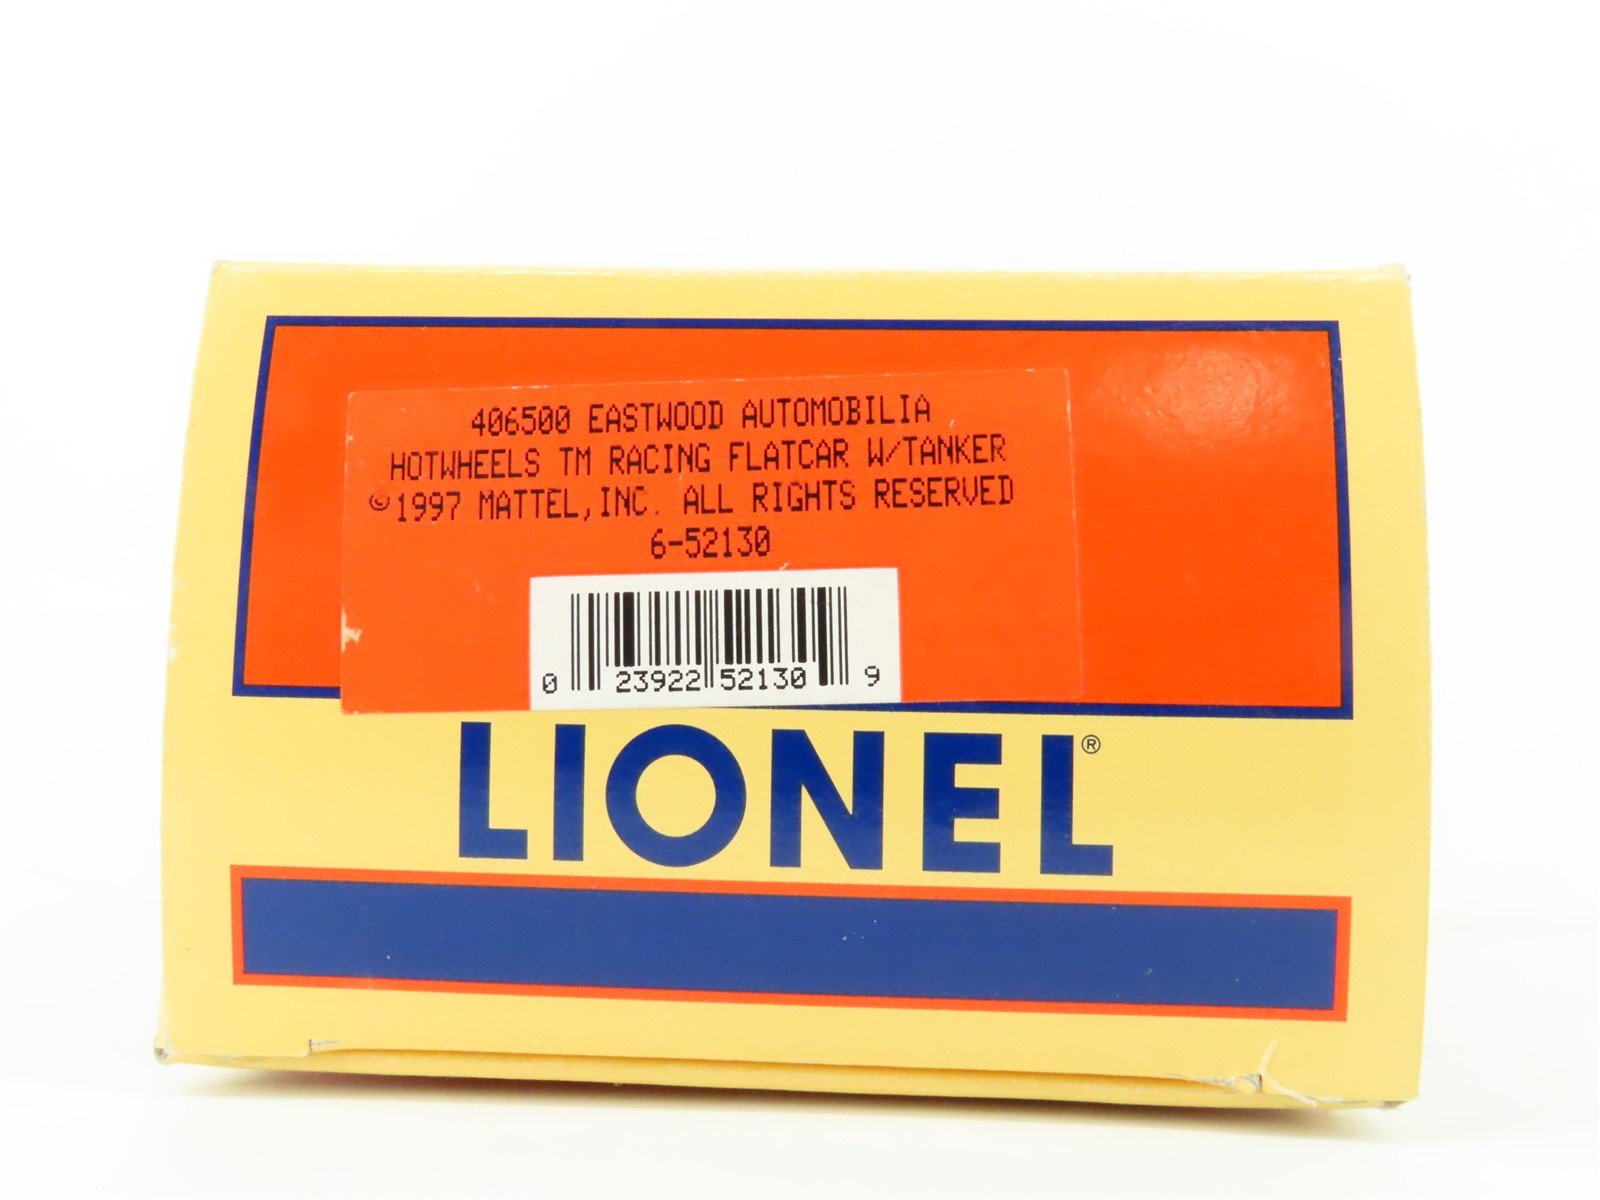 406500 EASTWOOD AUTOMOBILIA
HOTWHEELS TM RACING FLATCAR W/TANKER
©1997 MATTEL,INC. ALL RIGHTS RESERVED
6-52130
0 23922 52130 9
LIONEL®